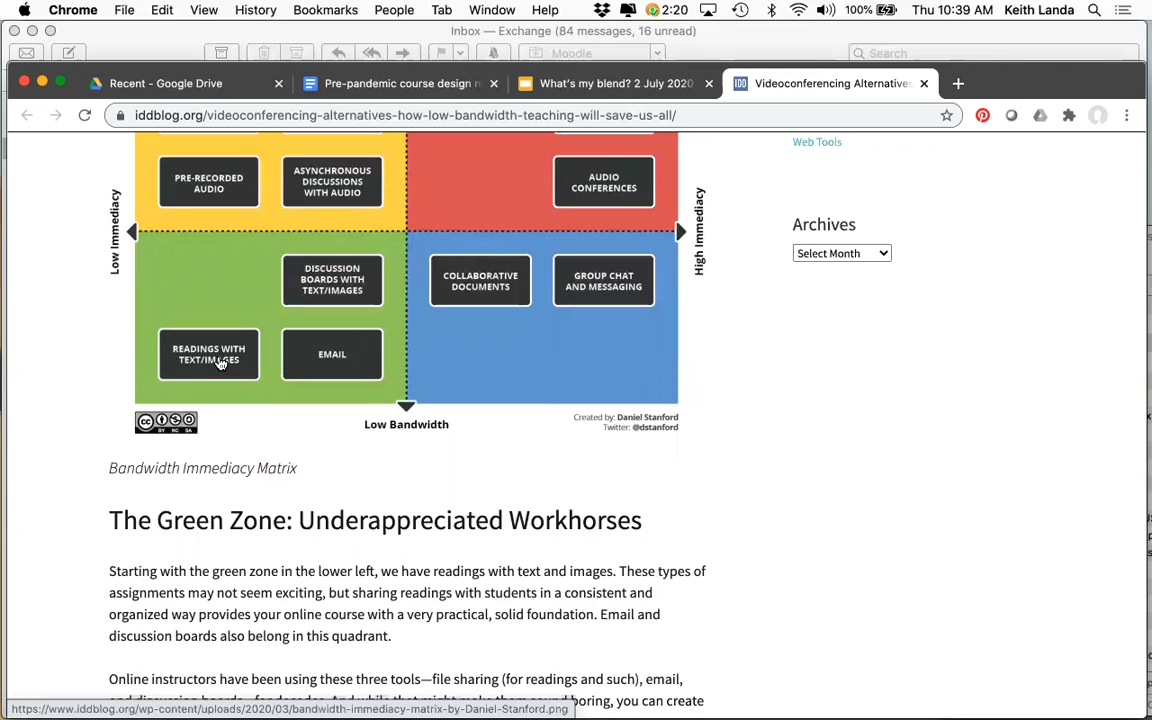 Chrome File Edit View History Bookmarks People Tab Window Help 2:20 100% Thu 10:39 AM Keith Landa
Inbox — Exchange (84 messages, 16 unread)
Moodle Search
Recent - Google Drive Pre-pandemic course design n What's my blend? 2 July 2020 Videoconferencing Alternatives
iddblog.org/videoconferencing-alternatives-how-low-bandwidth-teaching-will-save-us-all/
Web Tools
PRE-RECORDED
AUDIO
ASYNCHRONOUS
DISCUSSIONS
WITH AUDIO
AUDIO
CONFERENCES
Low Immediacy
High Immediacy
Archives
Select Month
DISCUSSION
BOARDS WITH
TEXT/IMAGES
COLLABORATIVE
DOCUMENTS
GROUP CHAT
AND MESSAGING
READINGS WITH
TEXT/IMAGES
EMAIL
CC BY NC SA
Low Bandwidth
Created by: Daniel Stanford
Twitter: @dstanford
Bandwidth Immediacy Matrix
The Green Zone: Underappreciated Workhorses
Starting with the green zone in the lower left, we have readings with text and images. These types of
assignments may not seem exciting, but sharing readings with students in a consistent and
organized way provides your online course with a very practical, solid foundation. Email and
discussion boards also belong in this quadrant.
Online instructors have been using these three tools—file sharing (for readings and such), email,
boring, you can create
https://www.iddblog.org/wp-content/uploads/2020/03/bandwidth-immediacy-matrix-by-Daniel-Stanford.png